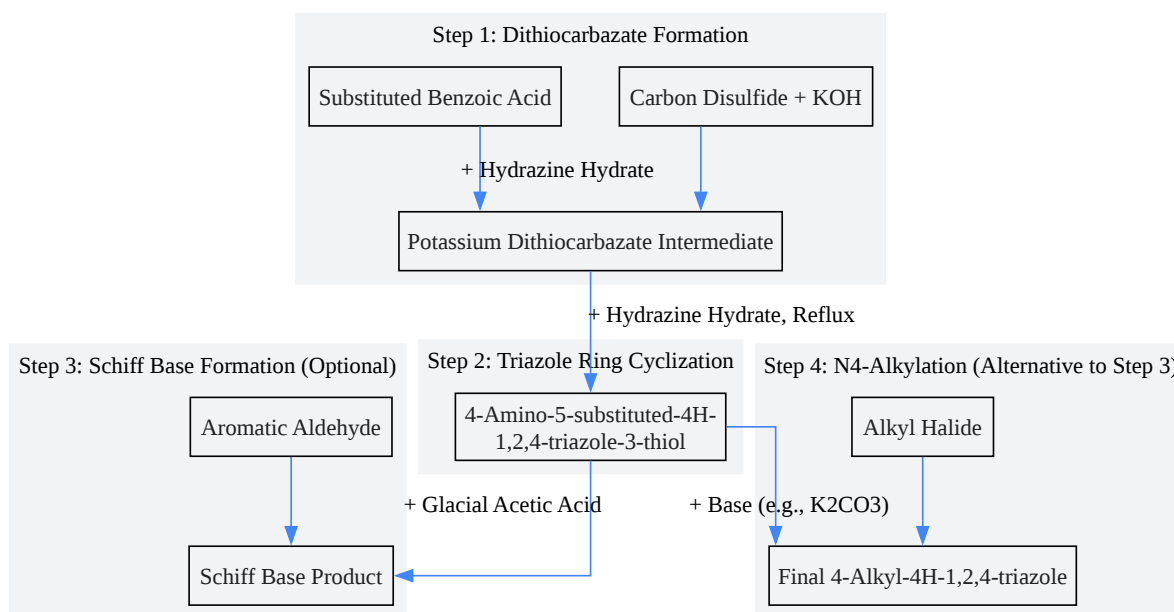 Step 1: Dithiocarbazate Formation
Substituted Benzoic Acid
Carbon Disulfide + KOH
+ Hydrazine Hydrate
Potassium Dithiocarbazate Intermediate
+ Hydrazine Hydrate, Reflux
Step 3: Schiff Base Formation (Optional)
Step 2: Triazole Ring Cyclization
Step 4: N4-Alkylation (Alternative to Step 3)
Aromatic Aldehyde
4-Amino-5-substituted-4H-
1,2,4-triazole-3-thiol
Alkyl Halide
+ Glacial Acetic Acid
+ Base (e.g., K2CO3)
Schiff Base Product
Final 4-Alkyl-4H-1,2,4-triazole